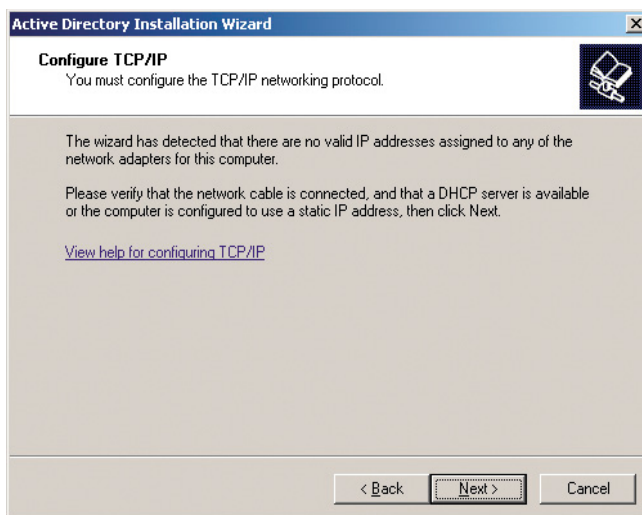 Active Directory Installation Wizard
Configure TCP/IP
You must configure the TCP/IP networking protocol.
The wizard has detected that there are no valid IP addresses assigned to any of the
network adapters for this computer.
Please verify that the network cable is connected, and that a DHCP server is available
or the computer is configured to use a static IP address, then click Next.
View help for configuring TCP/IP
< Back Next > Cancel